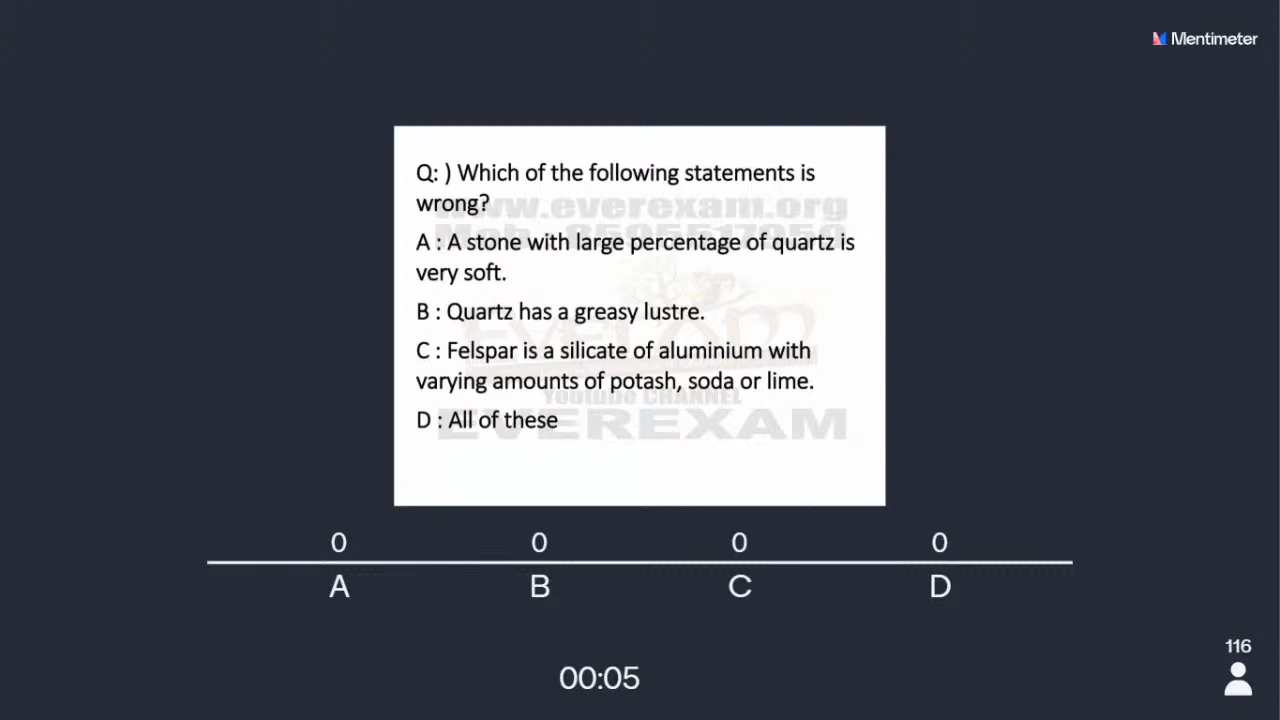 Mentimeter
Q: ) Which of the following statements is
wrong?
www.everexam.org
A : A stone with large percentage of quartz is
very soft.
B : Quartz has a greasy lustre.
C : Felspar is a silicate of aluminium with
varying amounts of potash, soda or lime.
Youtube CHANNEL
D : All of these
EVEREXAM
0 0 0 0
A B C D
00:05
116